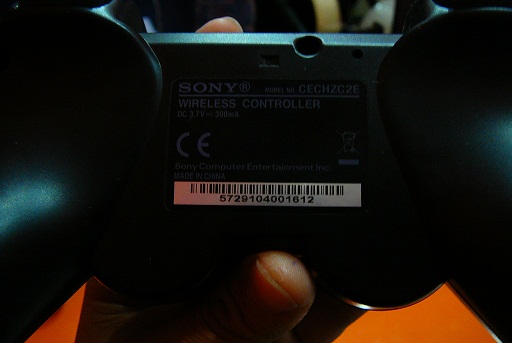 SONY® MODEL NO. CECHZC2E
WIRELESS CONTROLLER
DC 3.7V⎓300mA
CE
Sony Computer Entertainment Inc.
MADE IN CHINA
5729104001612